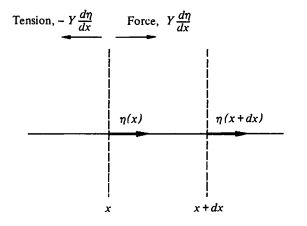 Tension, – Y dη/dx Force, Y dη/dx
η(x) η(x + dx)
x x + dx